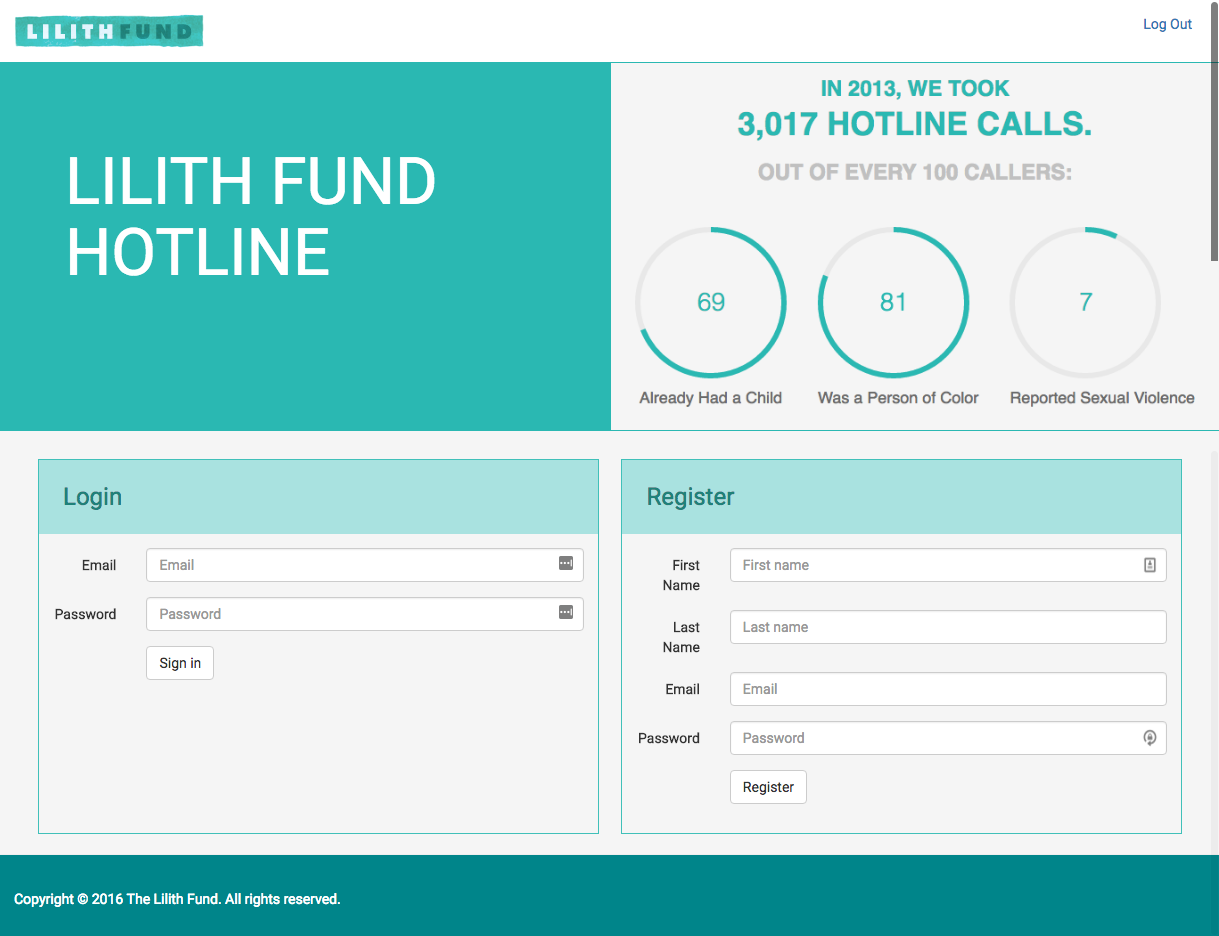 LILITH FUND
Log Out
LILITH FUND
HOTLINE
IN 2013, WE TOOK
3,017 HOTLINE CALLS.
OUT OF EVERY 100 CALLERS:
69
81
7
Already Had a Child
Was a Person of Color
Reported Sexual Violence
Login
Email
Email
Password
Password
Sign in
Register
First
Name
First name
Last
Name
Last name
Email
Email
Password
Password
Register
Copyright © 2016 The Lilith Fund. All rights reserved.